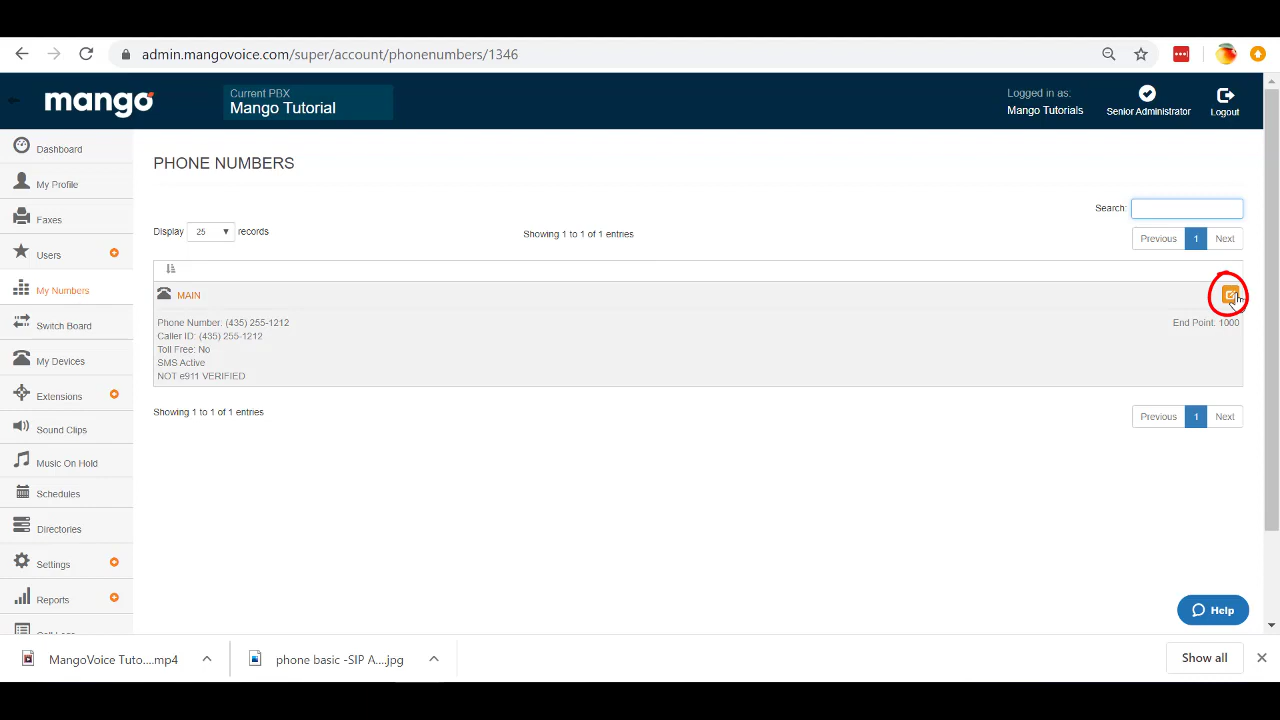 admin.mangovoice.com/super/account/phonenumbers/1346
mango
Current PBX
Mango Tutorial
Logged in as:
Mango Tutorials
Senior Administrator
Logout
Dashboard
My Profile
Faxes
Users
My Numbers
Switch Board
My Devices
Extensions
Sound Clips
Music On Hold
Schedules
Directories
Settings
Reports
PHONE NUMBERS
Search:
Display 25 records
Showing 1 to 1 of 1 entries
Previous 1 Next
MAIN
Phone Number: (435) 255-1212
End Point: 1000
Caller ID: (435) 255-1212
Toll Free: No
SMS Active
NOT e911 VERIFIED
Showing 1 to 1 of 1 entries
Previous 1 Next
Help
MangoVoice Tuto....mp4
phone basic -SIP A....jpg
Show all